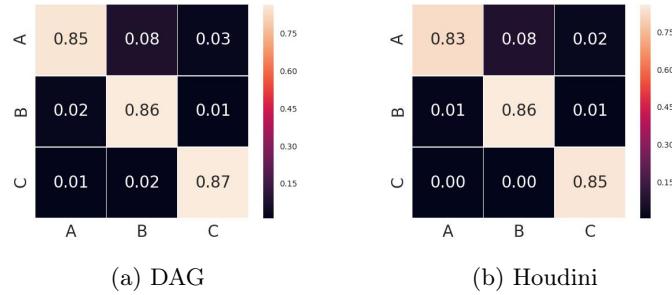 A 0.85 0.08 0.03 0.75
0.60
B 0.02 0.86 0.01 0.45
0.30
C 0.01 0.02 0.87 0.15
A B C
(a) DAG
A 0.83 0.08 0.02 0.75
0.60
B 0.01 0.86 0.01 0.45
0.30
C 0.00 0.00 0.85 0.15
A B C
(b) Houdini